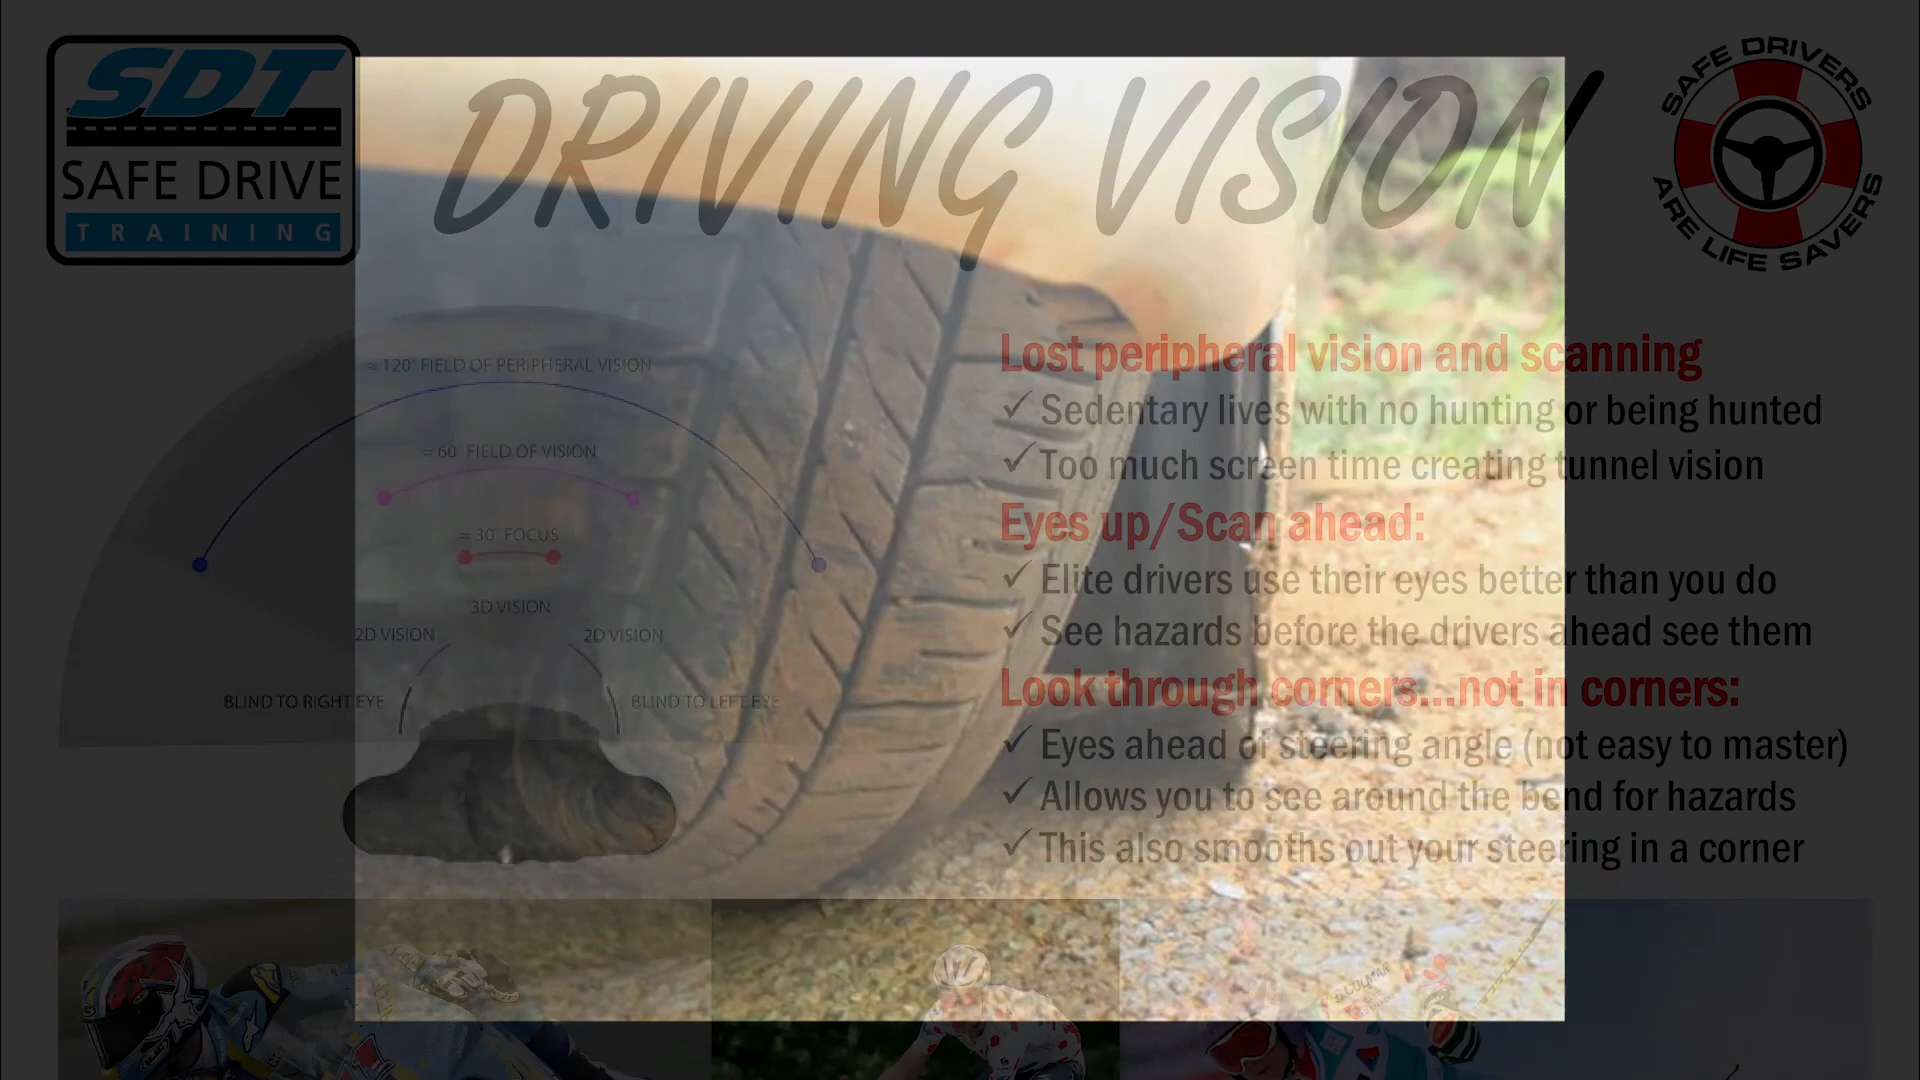 SDT
SAFE DRIVE
TRAINING
DRIVING VISION
SAFE DRIVERS
ARE LIFE SAVERS
≈ 120° FIELD OF PERIPHERAL VISION
= 60° FIELD OF VISION
= 30° FOCUS
3D VISION
2D VISION
2D VISION
BLIND TO RIGHT EYE
BLIND TO LEFT EYE
Lost peripheral vision and scanning
✓ Sedentary lives with no hunting or being hunted
✓ Too much screen time creating tunnel vision
Eyes up/Scan ahead:
✓ Elite drivers use their eyes better than you do
✓ See hazards before the drivers ahead see them
Look through corners...not in corners:
✓ Eyes ahead of steering angle (not easy to master)
✓ Allows you to see around the bend for hazards
✓ This also smooths out your steering in a corner